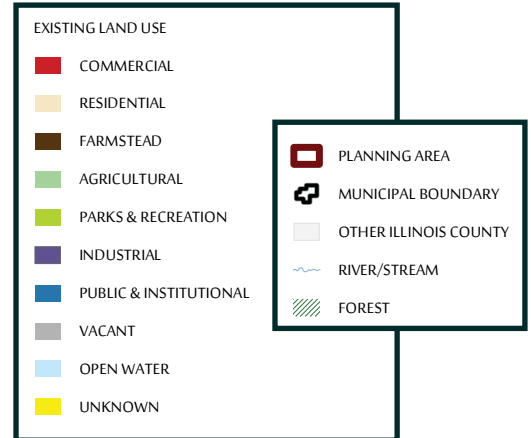 EXISTING LAND USE
COMMERCIAL
RESIDENTIAL
FARMSTEAD
AGRICULTURAL
PARKS & RECREATION
INDUSTRIAL
PUBLIC & INSTITUTIONAL
VACANT
OPEN WATER
UNKNOWN
PLANNING AREA
MUNICIPAL BOUNDARY
OTHER ILLINOIS COUNTY
RIVER/STREAM
FOREST